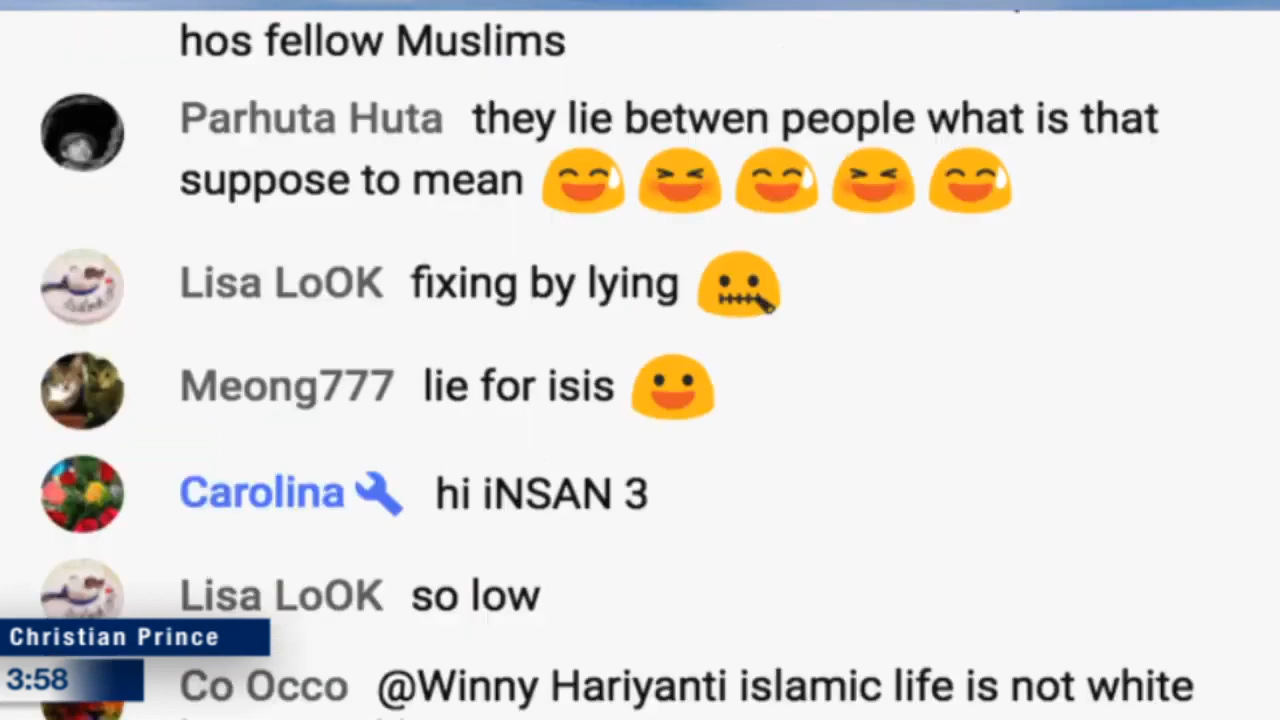 hos fellow Muslims
Parhuta Huta they lie betwen people what is that
suppose to mean 😅😆😅😆😅
Lisa LoOK fixing by lying 🤐
Meong777 lie for isis 😃
Carolina hi iNSAN 3
Lisa LoOK so low
Christian Prince
3:58
Co Occo @Winny Hariyanti islamic life is not white